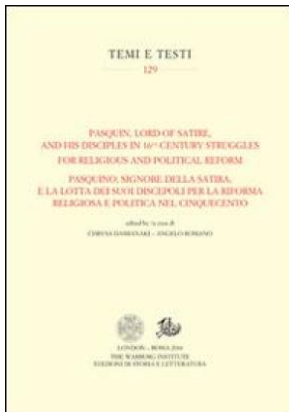 TEMI E TESTI
129
PASQUIN, LORD OF SATIRE,
AND HIS DISCIPLES IN 16TH CENTURY STRUGGLES
FOR RELIGIOUS AND POLITICAL REFORM
PASQUINO, SIGNORE DELLA SATIRA,
E LA LOTTA DEI SUOI DISCEPOLI PER LA RIFORMA
RELIGIOSA E POLITICA NEL CINQUECENTO
edited by / a cura di
CHRYSA DAMIANAKI – ANGELO ROMANO
LONDON – ROMA 2014
THE WARBURG INSTITUTE
EDIZIONI DI STORIA E LETTERATURA